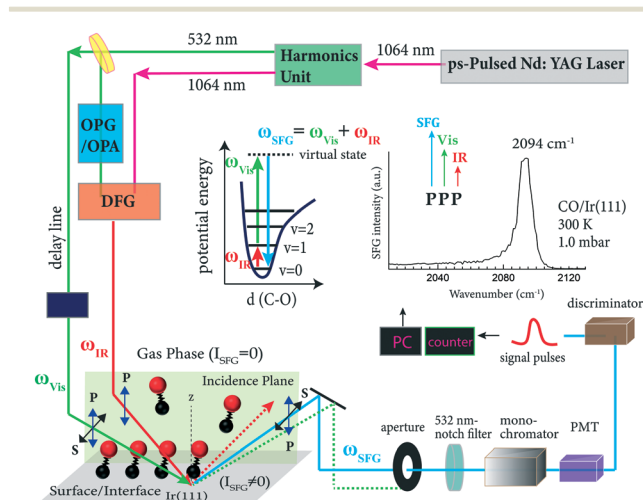 532 nm
1064 nm
1064 nm
Harmonics
Unit
ps-Pulsed Nd: YAG Laser
OPG
/OPA
DFG
delay line
ω_SFG = ω_Vis + ω_IR
virtual state
ω_Vis
ω_IR
potential energy
v=2
v=1
v=0
d (C-O)
SFG
Vis
IR
PPP
2094 cm⁻¹
CO/Ir(111)
300 K
1.0 mbar
SFG intensity (a.u.)
2040
2080
2120
Wavenumber (cm⁻¹)
discriminator
PC
counter
signal pulses
ω_IR
ω_Vis
Gas Phase (I_SFG=0)
Incidence Plane
P
S
P
z
S
P
(I_SFG≠0)
Surface/Interface
Ir(111)
ω_SFG
aperture
532 nm-
notch filter
mono-
chromator
PMT